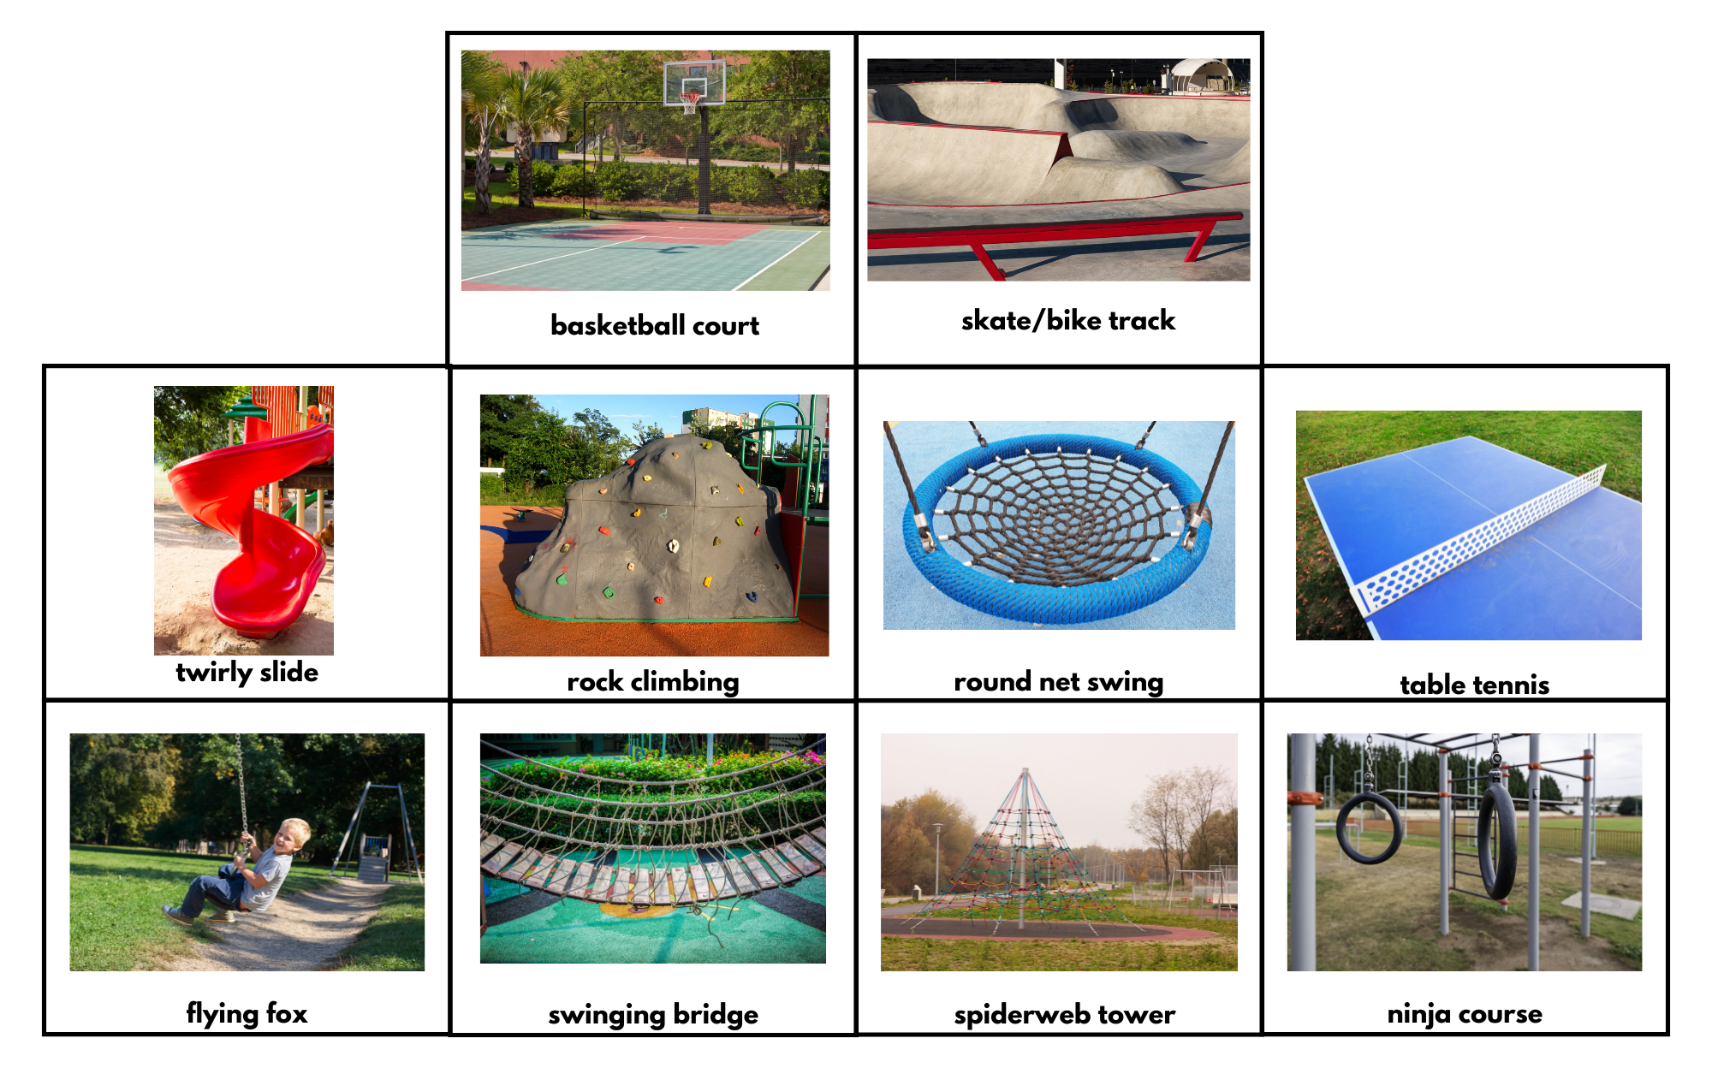 basketball court
skate/bike track
twirly slide
rock climbing
round net swing
table tennis
flying fox
swinging bridge
spiderweb tower
ninja course